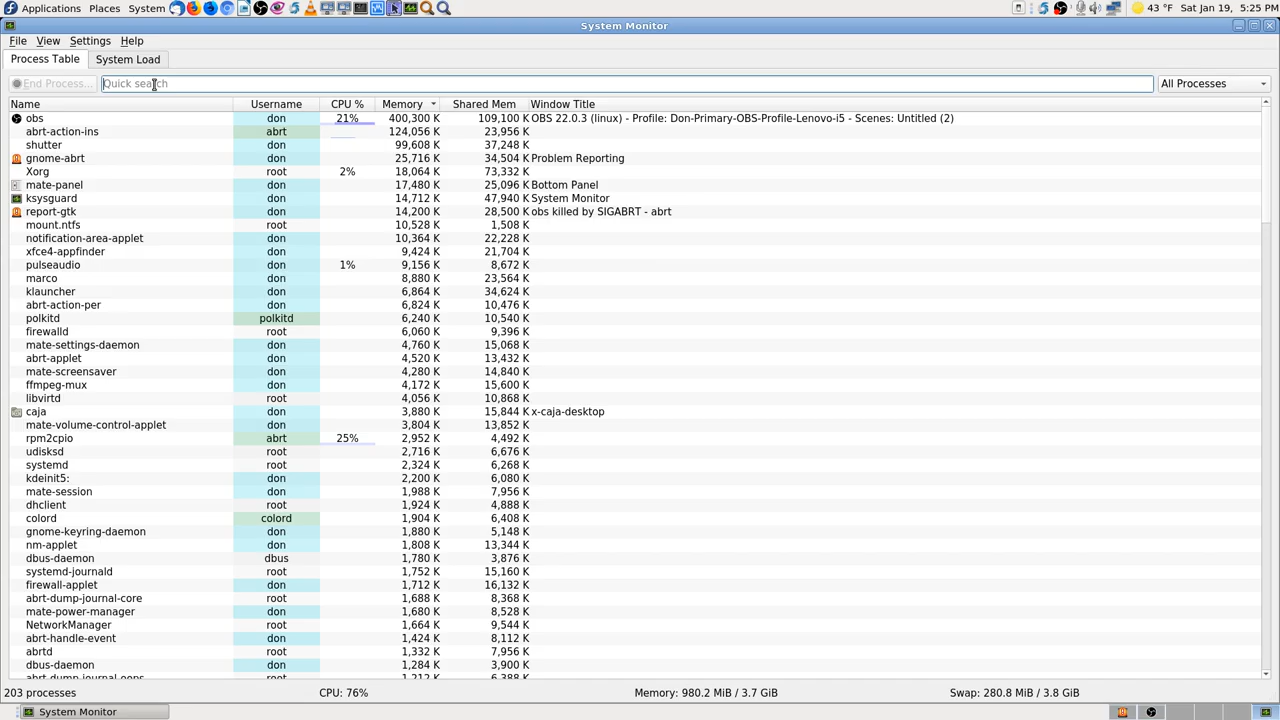 Applications Places System 43 °F Sat Jan 19, 5:25 PM
System Monitor
File View Settings Help
Process Table System Load
End Process... Quick search All Processes
Name Username CPU % Memory Shared Mem Window Title
obs don 21% 400,300 K 109,100 K OBS 22.0.3 (linux) - Profile: Don-Primary-OBS-Profile-Lenovo-i5 - Scenes: Untitled (2)
abrt-action-ins abrt 124,056 K 23,956 K
shutter don 99,608 K 37,248 K
gnome-abrt don 25,716 K 34,504 K Problem Reporting
Xorg root 2% 18,064 K 73,332 K
mate-panel don 17,480 K 25,096 K Bottom Panel
ksysguard don 14,712 K 47,940 K System Monitor
report-gtk don 14,200 K 28,500 K obs killed by SIGABRT - abrt
mount.ntfs root 10,528 K 1,508 K
notification-area-applet don 10,364 K 22,228 K
xfce4-appfinder don 9,424 K 21,704 K
pulseaudio don 1% 9,156 K 8,672 K
marco don 8,880 K 23,564 K
klauncher don 6,864 K 34,624 K
abrt-action-per don 6,824 K 10,476 K
polkitd polkitd 6,240 K 10,540 K
firewalld root 6,060 K 9,396 K
mate-settings-daemon don 4,760 K 15,068 K
abrt-applet don 4,520 K 13,432 K
mate-screensaver don 4,280 K 14,840 K
ffmpeg-mux don 4,172 K 15,600 K
libvirtd root 4,056 K 10,868 K
caja don 3,880 K 15,844 K x-caja-desktop
mate-volume-control-applet don 3,804 K 13,852 K
rpm2cpio abrt 25% 2,952 K 4,492 K
udisksd root 2,716 K 6,676 K
systemd root 2,324 K 6,268 K
kdeinit5: don 2,200 K 6,080 K
mate-session don 1,988 K 7,956 K
dhclient root 1,924 K 4,888 K
colord colord 1,904 K 6,408 K
gnome-keyring-daemon don 1,880 K 5,148 K
nm-applet don 1,808 K 13,344 K
dbus-daemon dbus 1,780 K 3,876 K
systemd-journald root 1,752 K 15,160 K
firewall-applet don 1,712 K 16,132 K
abrt-dump-journal-core root 1,688 K 8,368 K
mate-power-manager don 1,680 K 8,528 K
NetworkManager root 1,664 K 9,544 K
abrt-handle-event don 1,424 K 8,112 K
abrtd root 1,332 K 7,956 K
dbus-daemon don 1,284 K 3,900 K
abrt-dump-journal-oops root 1,212 K 6,388 K
203 processes CPU: 76% Memory: 980.2 MiB / 3.7 GiB Swap: 280.8 MiB / 3.8 GiB
System Monitor